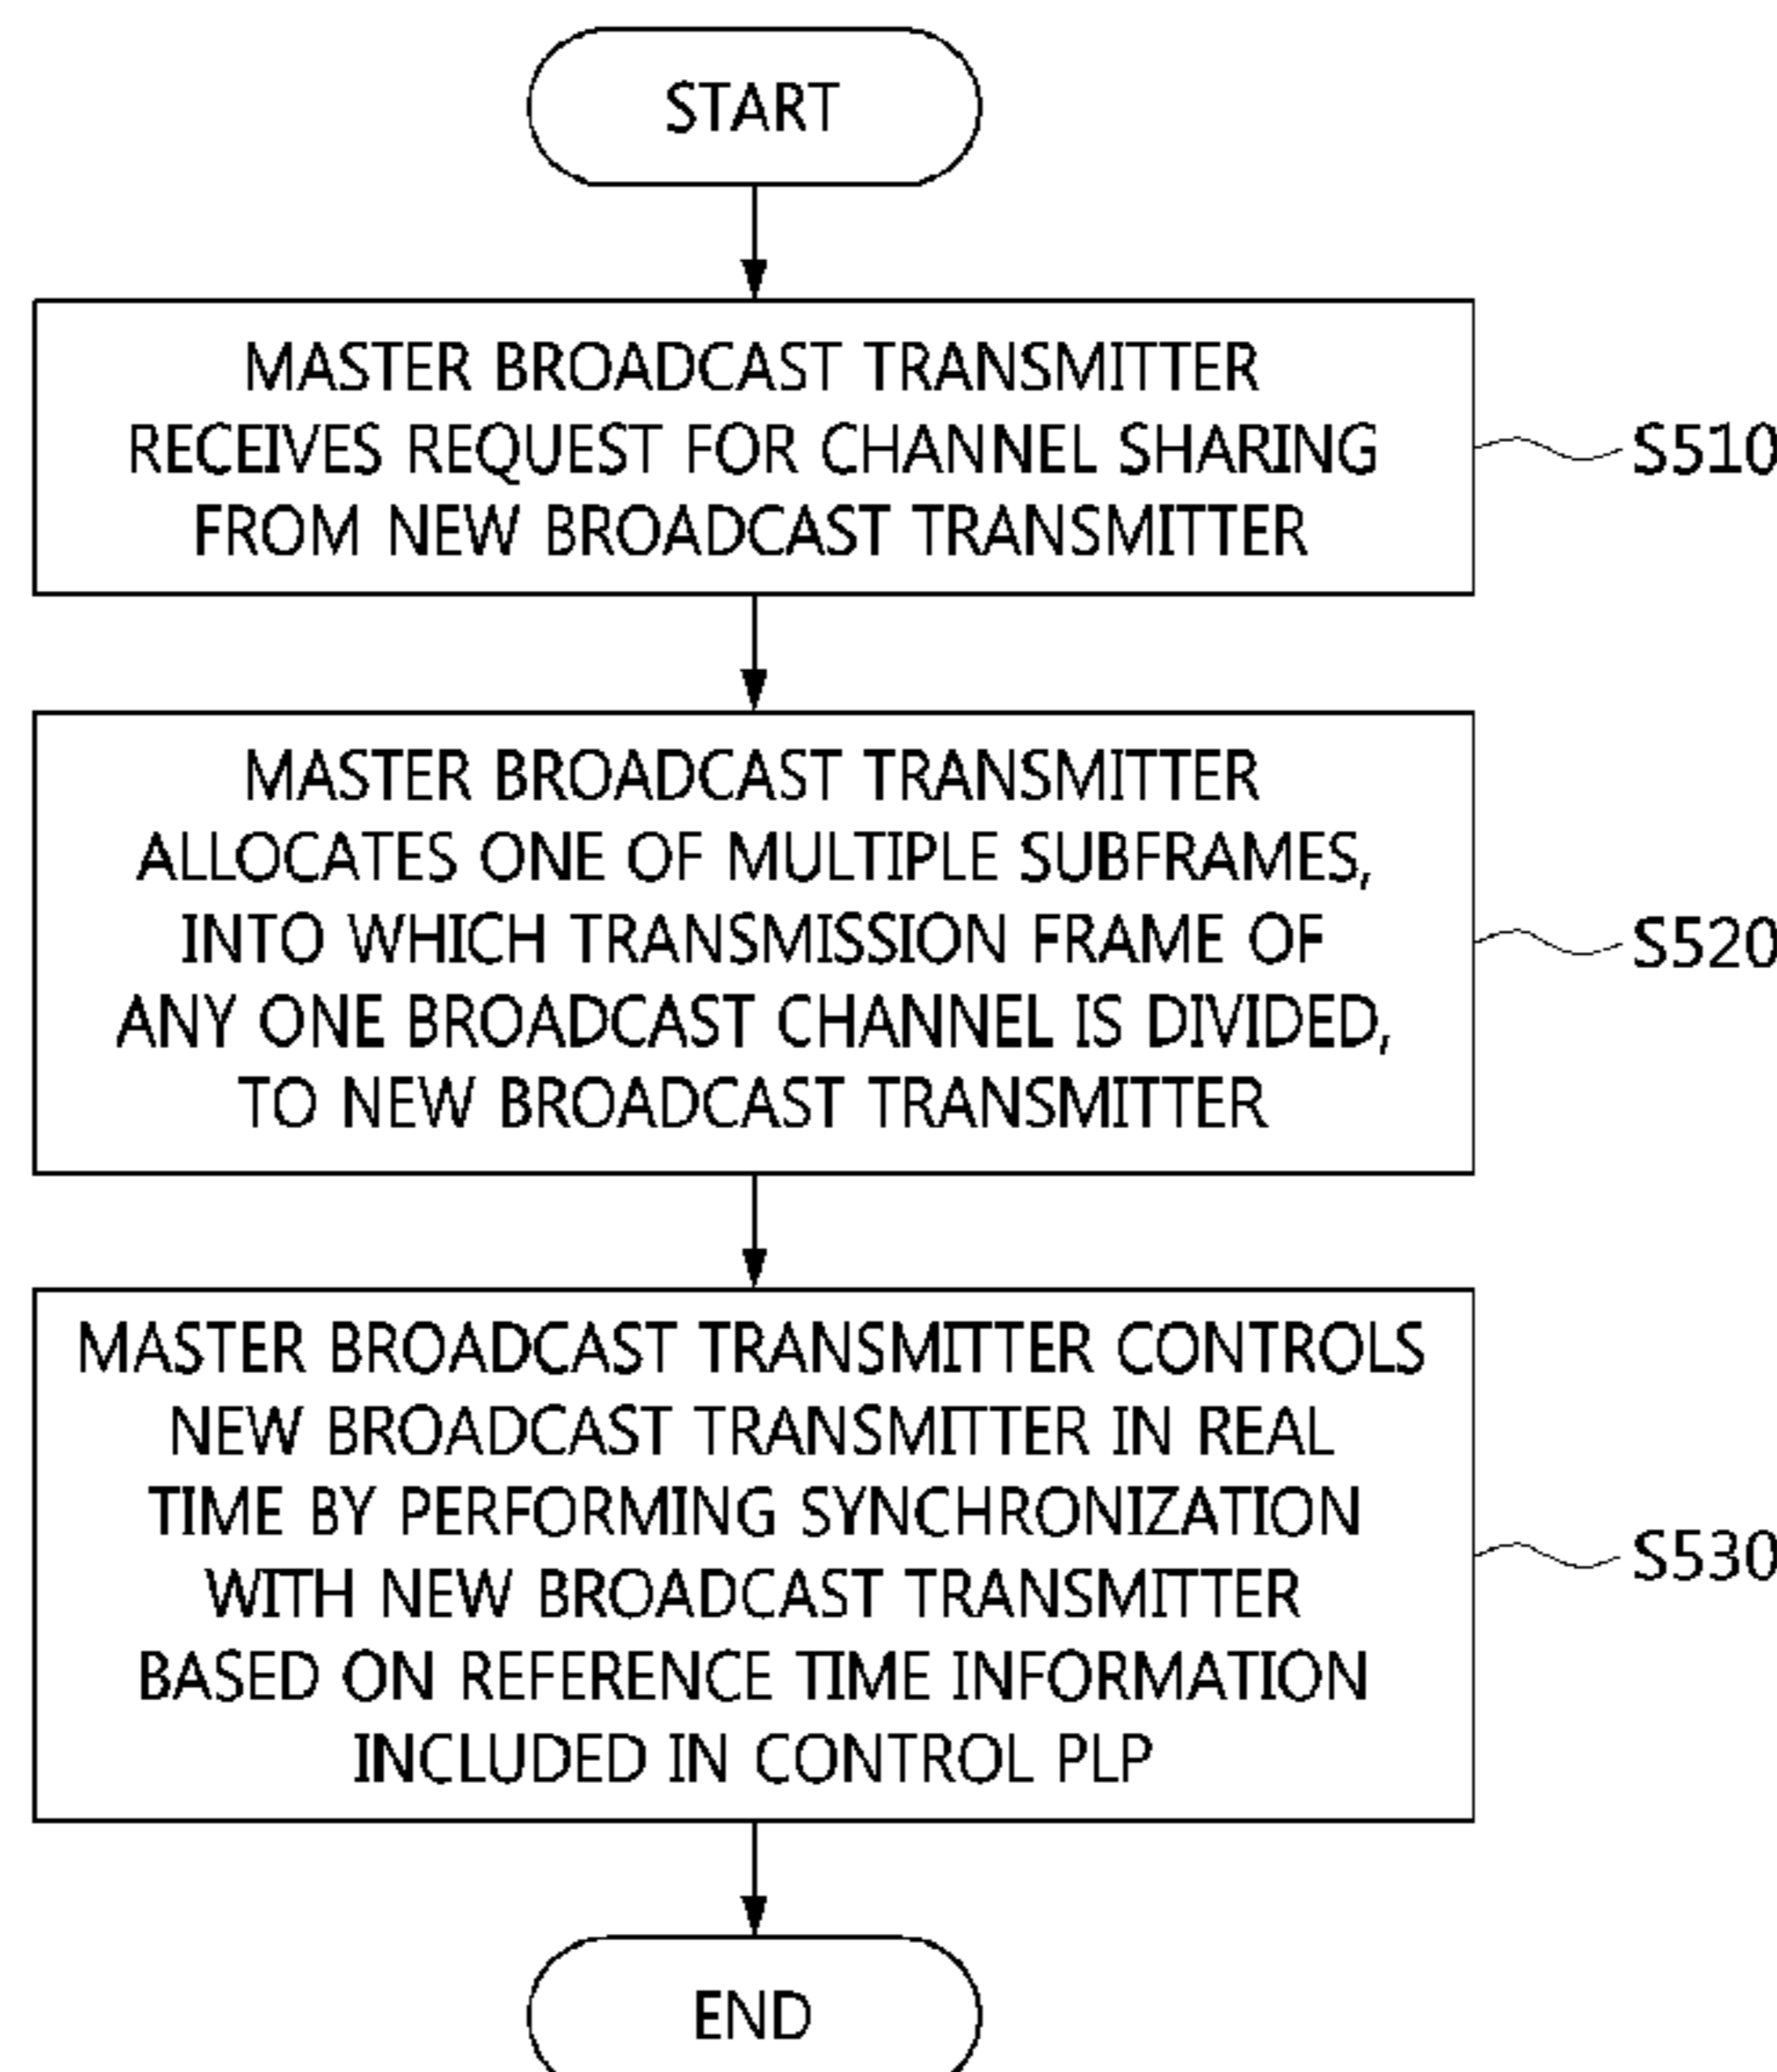 START
MASTER BROADCAST TRANSMITTER
RECEIVES REQUEST FOR CHANNEL SHARING
FROM NEW BROADCAST TRANSMITTER
S510
MASTER BROADCAST TRANSMITTER
ALLOCATES ONE OF MULTIPLE SUBFRAMES,
INTO WHICH TRANSMISSION FRAME OF
ANY ONE BROADCAST CHANNEL IS DIVIDED,
TO NEW BROADCAST TRANSMITTER
S520
MASTER BROADCAST TRANSMITTER CONTROLS
NEW BROADCAST TRANSMITTER IN REAL
TIME BY PERFORMING SYNCHRONIZATION
WITH NEW BROADCAST TRANSMITTER
BASED ON REFERENCE TIME INFORMATION
INCLUDED IN CONTROL PLP
S530
END